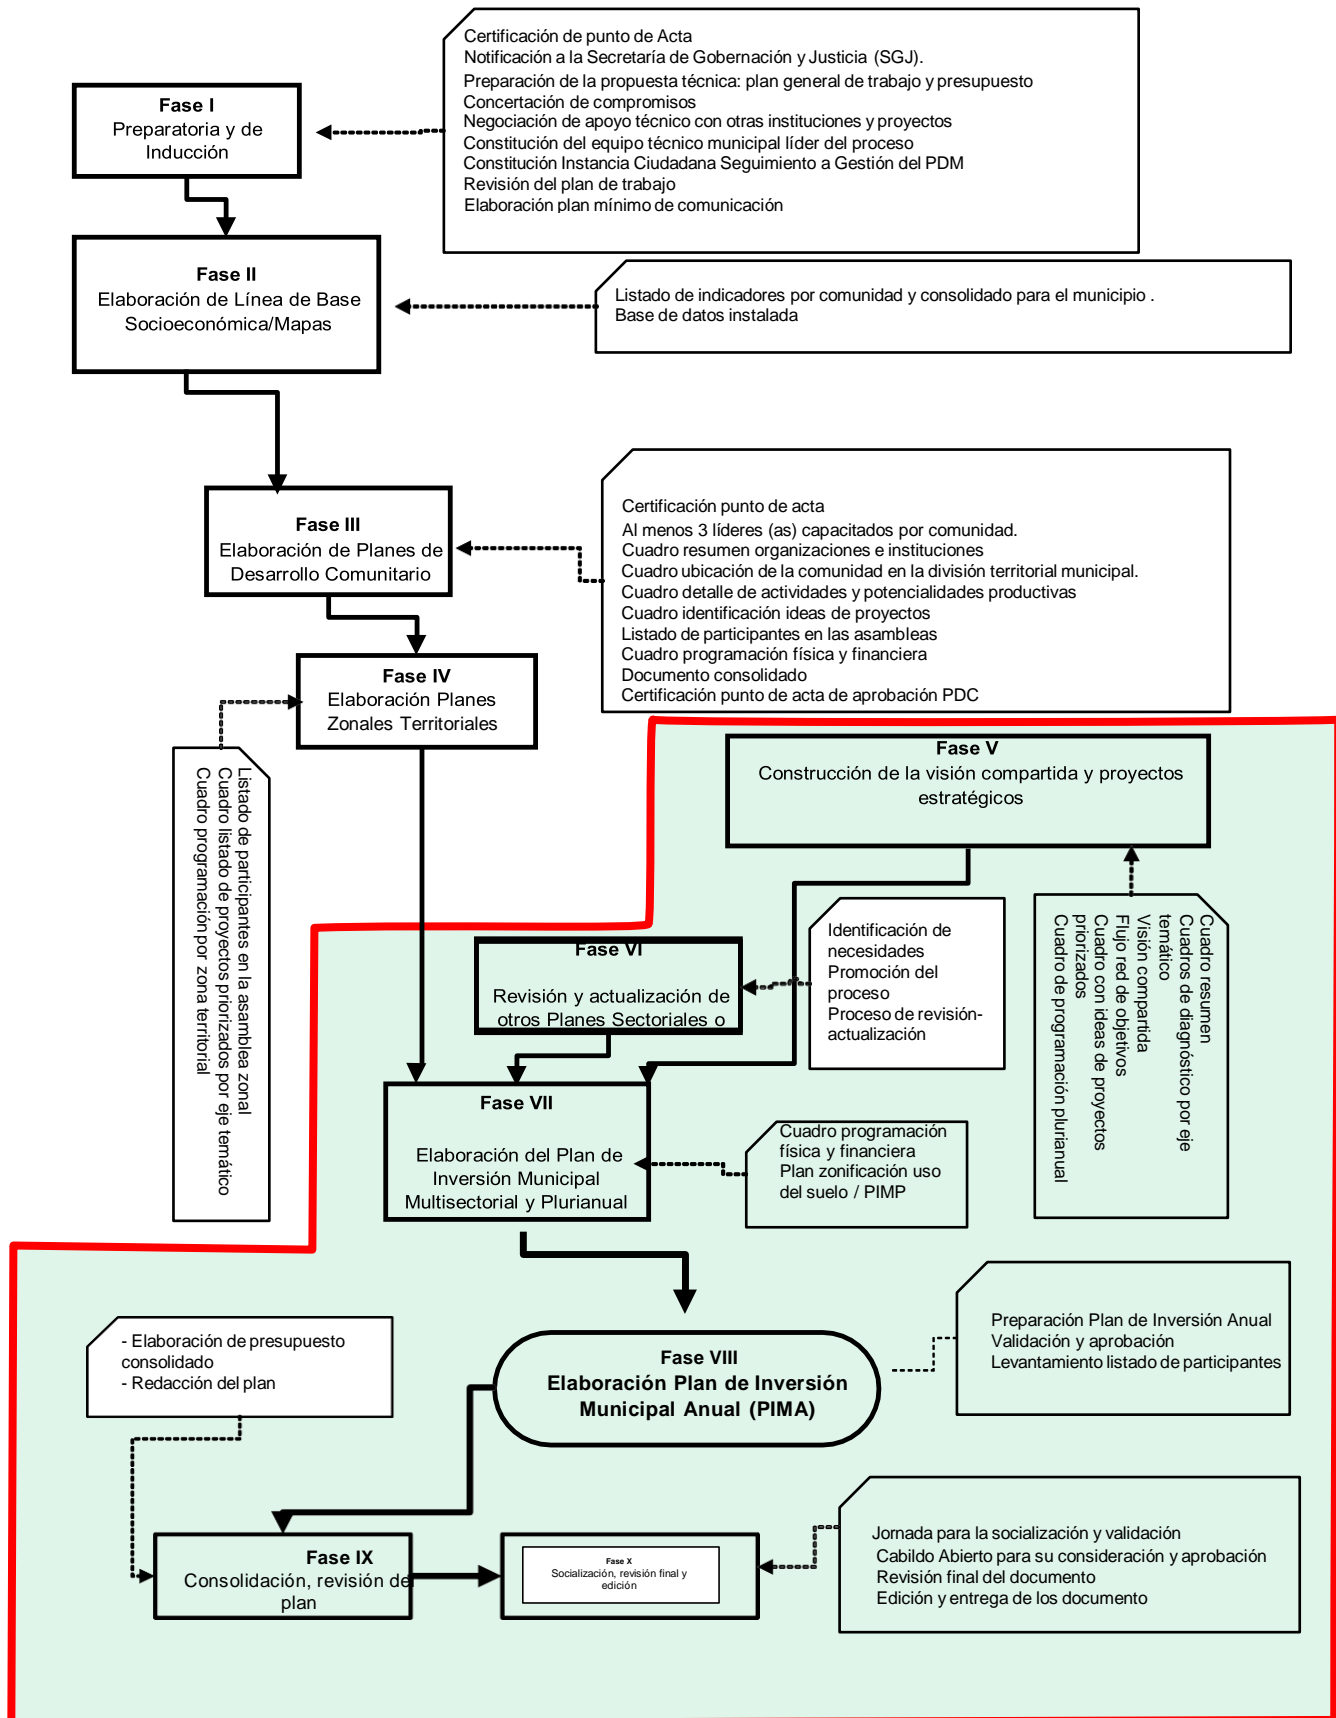 Certificación de punto de Acta
Notificación a la Secretaría de Gobernación y Justicia (SGJ).
Preparación de la propuesta técnica: plan general de trabajo y presupuesto
Concertación de compromisos
Negociación de apoyo técnico con otras instituciones y proyectos
Constitución del equipo técnico municipal líder del proceso
Constitución Instancia Ciudadana Seguimiento a Gestión del PDM
Revisión del plan de trabajo
Elaboración plan mínimo de comunicación
Fase I
Preparatoria y de
Inducción
Fase II
Elaboración de Línea de Base
Socioeconómica/Mapas
Listado de indicadores por comunidad y consolidado para el municipio .
Base de datos instalada
Fase III
Elaboración de Planes de
Desarrollo Comunitario
Certificación punto de acta
Al menos 3 líderes (as) capacitados por comunidad.
Cuadro resumen organizaciones e instituciones
Cuadro ubicación de la comunidad en la división territorial municipal.
Cuadro detalle de actividades y potencialidades productivas
Cuadro identificación ideas de proyectos
Listado de participantes en las asambleas
Cuadro programación física y financiera
Documento consolidado
Certificación punto de acta de aprobación PDC
Fase IV
Elaboración Planes
Zonales Territoriales
Listado de participantes en la asamblea zonal
Cuadro listado de proyectos priorizados por eje temático
Cuadro programación por zona territorial
Fase V
Construcción de la visión compartida y proyectos
estratégicos
Cuadro resumen
Cuadros de diagnóstico por eje
temático
Visión compartida
Flujo red de objetivos
Cuadro con ideas de proyectos
priorizados
Cuadro de programación plurianual
Fase VI
Revisión y actualización de
otros Planes Sectoriales o
Identificación de
necesidades
Promoción del
proceso
Proceso de revisión-
actualización
Fase VII
Elaboración del Plan de
Inversión Municipal
Multisectorial y Plurianual
Cuadro programación
física y financiera
Plan zonificación uso
del suelo / PIMP
Fase VIII
Elaboración Plan de Inversión
Municipal Anual (PIMA)
Preparación Plan de Inversión Anual
Validación y aprobación
Levantamiento listado de participantes
- Elaboración de presupuesto
consolidado
- Redacción del plan
Fase IX
Consolidación, revisión del
plan
Fase X
Socialización, revisión final y
edición
Jornada para la socialización y validación
Cabildo Abierto para su consideración y aprobación
Revisión final del documento
Edición y entrega de los documento